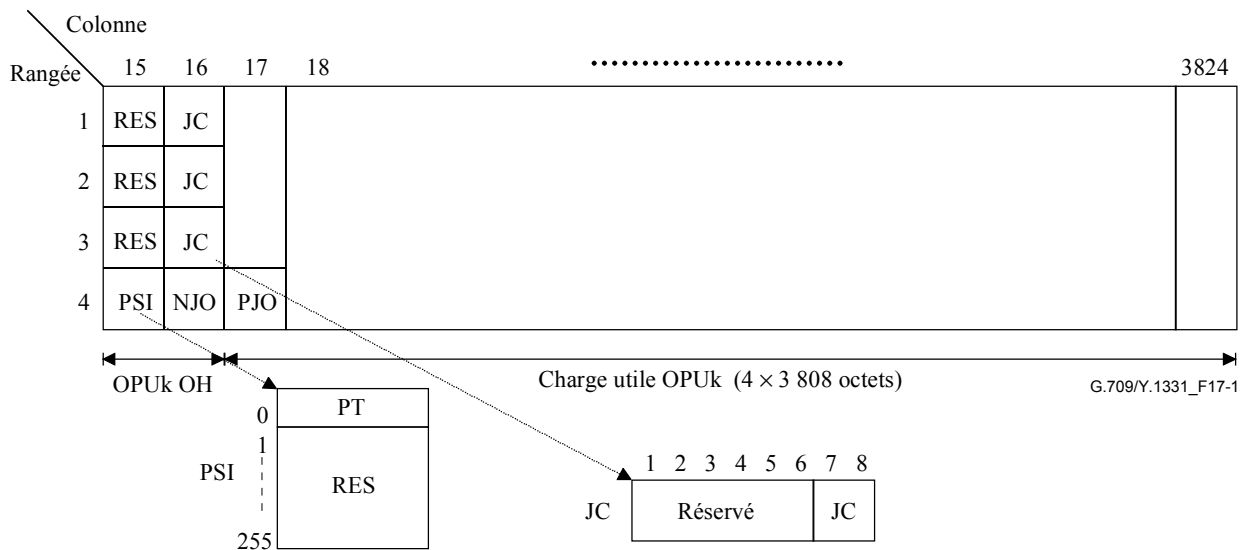 Colonne
Rangée 15 16 17 18 3824
1 RES JC
2 RES JC
3 RES JC
4 PSI NJO PJO
OPUk OH Charge utile OPUk (4 × 3 808 octets) G.709/Y.1331_F17-1
0 PT
1
PSI RES
255
1 2 3 4 5 6 7 8
JC Réservé JC